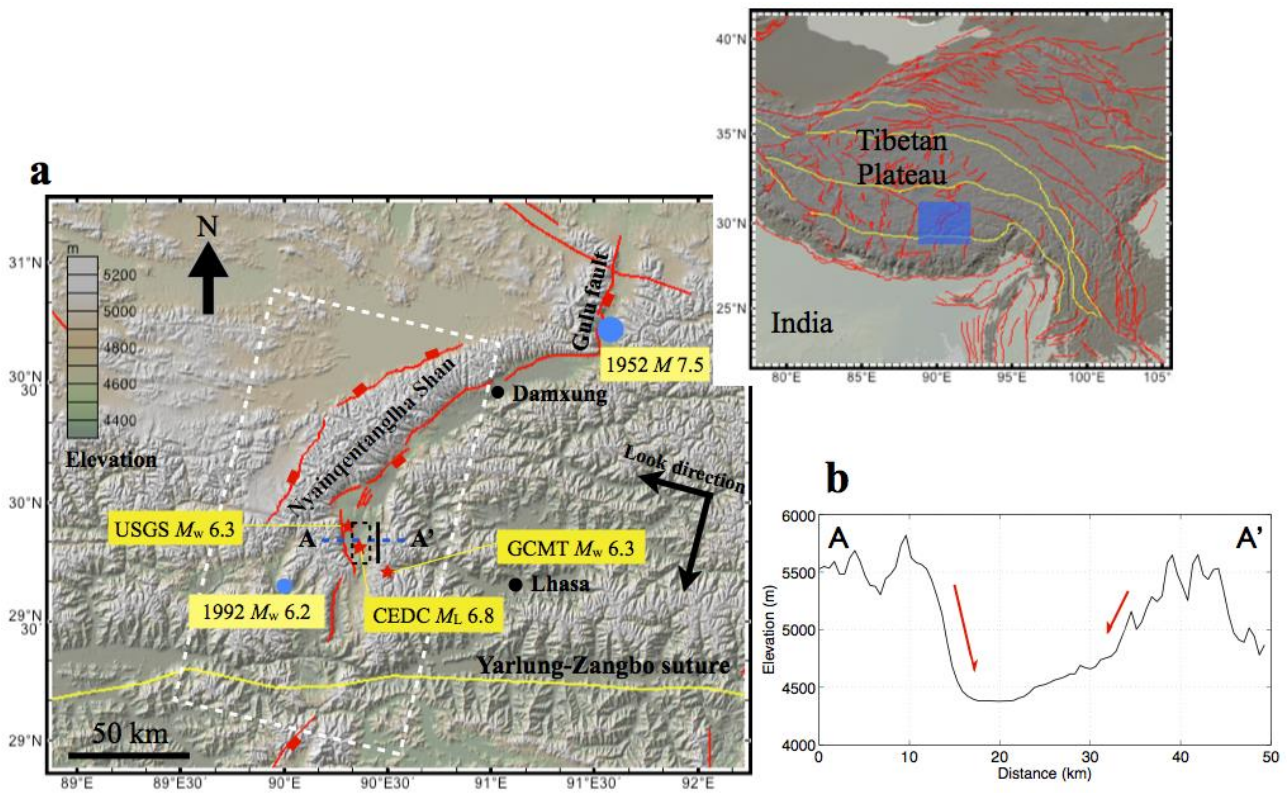 a
N
m
5200
5000
4800
4600
4400
Elevation
31°N
30°30'N
30°N
29°30'N
29°N
89°E
89°E30'
90°E
90°E30'
91°E
91°E30'
92°E
Gulu fault
1952 M 7.5
Damxung
Nyainqentanglha Shan
Look direction
USGS Mw 6.3
A
A'
GCMT Mw 6.3
Lhasa
1992 Mw 6.2
CEDC ML 6.8
Yarlung-Zangbo suture
50 km
40°N
35°N
30°N
25°N
80°E
85°E
90°E
95°E
100°E
105°
Tibetan
Plateau
India
b
A
A'
6000
5500
5000
4500
4000
Elevation (m)
0
10
20
30
40
50
Distance (km)